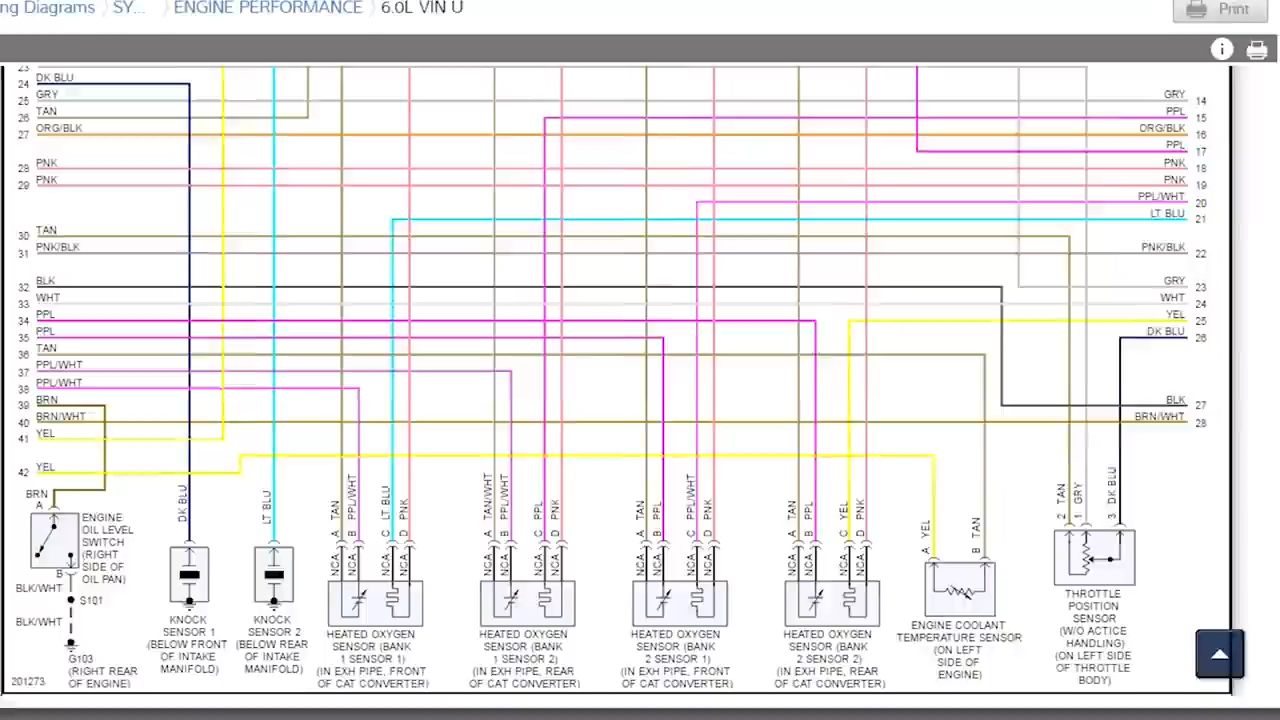 ng Diagrams 〉 SY... 〉 ENGINE PERFORMANCE 〉 6.0L VIN U
Print
23
24 DK BLU
25 GRY
26 TAN
27 ORG/BLK
28 PNK
29 PNK
30 TAN
31 PNK/BLK
32 BLK
33 WHT
34 PPL
35 PPL
36 TAN
37 PPL/WHT
38 PPL/WHT
39 BRN
40 BRN/WHT
41 YEL
42 YEL
GRY 14
PPL 15
ORG/BLK 16
PPL 17
PNK 18
PNK 19
PPL/WHT 20
LT BLU 21
PNK/BLK 22
GRY 23
WHT 24
YEL 25
DK BLU 26
BLK 27
BRN/WHT 28
BRN
A
ENGINE
OIL LEVEL
SWITCH
(RIGHT
SIDE OF
OIL PAN)
B
BLK/WHT
S101
BLK/WHT
G103
(RIGHT REAR
OF ENGINE)
201273
DK BLU
KNOCK
SENSOR 1
(BELOW FRONT
OF INTAKE
MANIFOLD)
LT BLU
KNOCK
SENSOR 2
(BELOW REAR
OF INTAKE
MANIFOLD)
A TAN
B PPL/WHT
C LT BLU
D PNK
NCA NCA NCA NCA
HEATED OXYGEN
SENSOR (BANK
1 SENSOR 1)
(IN EXH PIPE, FRONT
OF CAT CONVERTER)
A TAN/WHT
B PPL/WHT
C PPL
D PNK
NCA NCA NCA NCA
HEATED OXYGEN
SENSOR (BANK
1 SENSOR 2)
(IN EXH PIPE, REAR
OF CAT CONVERTER)
A TAN
B PPL
C PPL/WHT
D PNK
NCA NCA NCA NCA
HEATED OXYGEN
SENSOR (BANK
2 SENSOR 1)
(IN EXH PIPE, FRONT
OF CAT CONVERTER)
A TAN
B PPL
C YEL
D PNK
NCA NCA NCA NCA
HEATED OXYGEN
SENSOR (BANK
2 SENSOR 2)
(IN EXH PIPE, REAR
OF CAT CONVERTER)
A YEL
B TAN
ENGINE COOLANT
TEMPERATURE SENSOR
(ON LEFT
SIDE OF
ENGINE)
2 TAN
1 GRY
3 DK BLU
THROTTLE
POSITION
SENSOR
(W/O ACTICE
HANDLING)
(ON LEFT SIDE
OF THROTTLE
BODY)